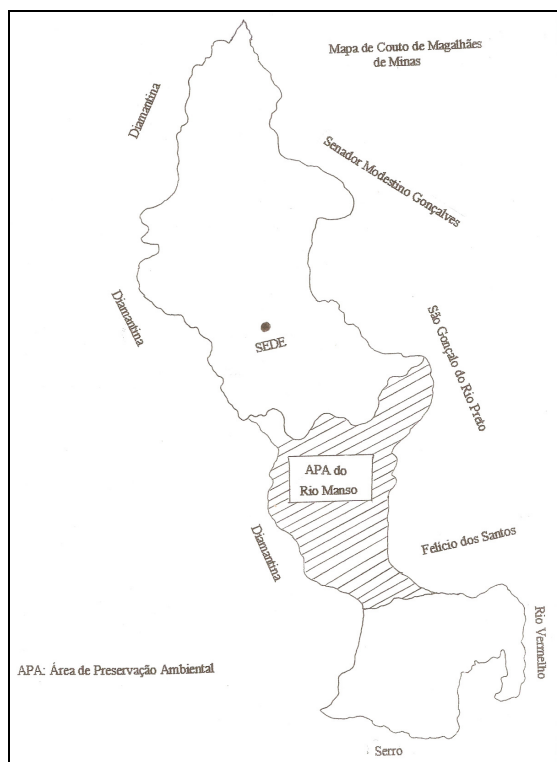 Mapa de Couto de Magalhães
de Minas
Diamantina
Senador Modestino Gonçalves
Diamantina
São Gonçalo do Rio Preto
SEDE
APA do
Rio Manso
Diamantina
Felício dos Santos
Rio Vermelho
APA: Área de Preservação Ambiental
Serro